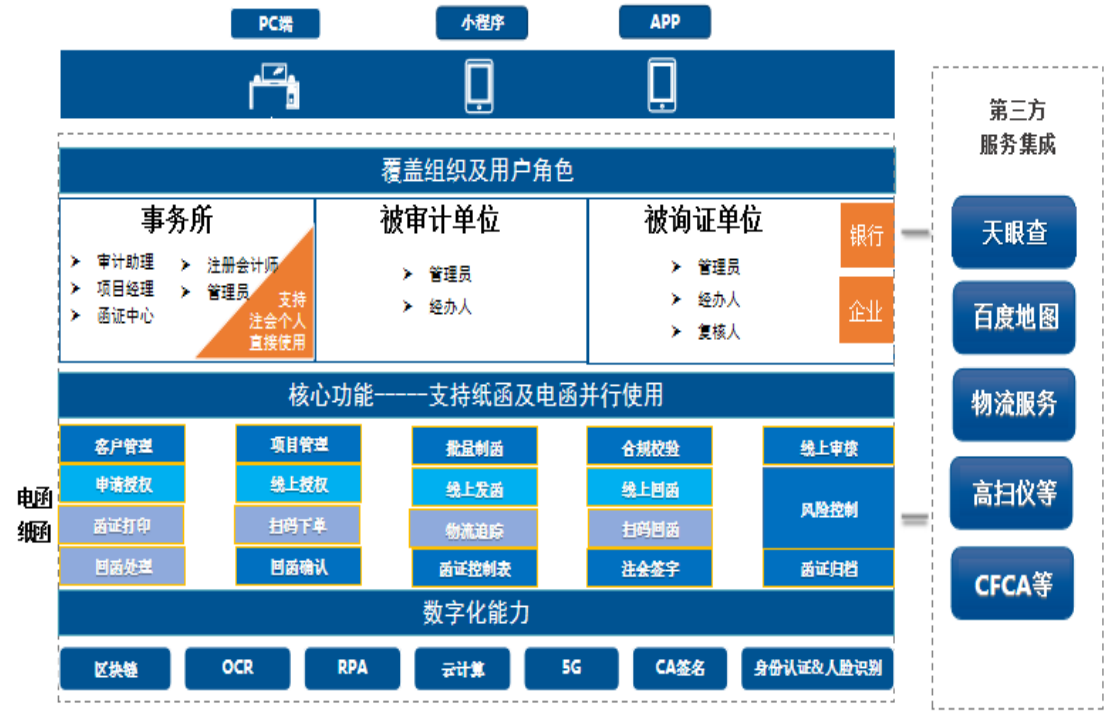 PC端
小程序
APP
覆盖组织及用户角色
事务所
审计助理
项目经理
函证中心
注册会计师
管理员
支持
注会个人
直接使用
被审计单位
管理员
经办人
被询证单位
管理员
经办人
复核人
银行
企业
核心功能-----支持纸函及电函并行使用
电函
纸函
客户管理
项目管理
批量制函
合规校验
线上审核
申请授权
线上授权
线上发函
线上回函
风险控制
函证打印
扫码下单
物流追踪
扫码回函
回函处理
回函确认
函证控制表
注会签字
函证归档
数字化能力
区块链
OCR
RPA
云计算
5G
CA签名
身份认证&人脸识别
第三方
服务集成
天眼查
百度地图
物流服务
高扫仪等
CFCA等